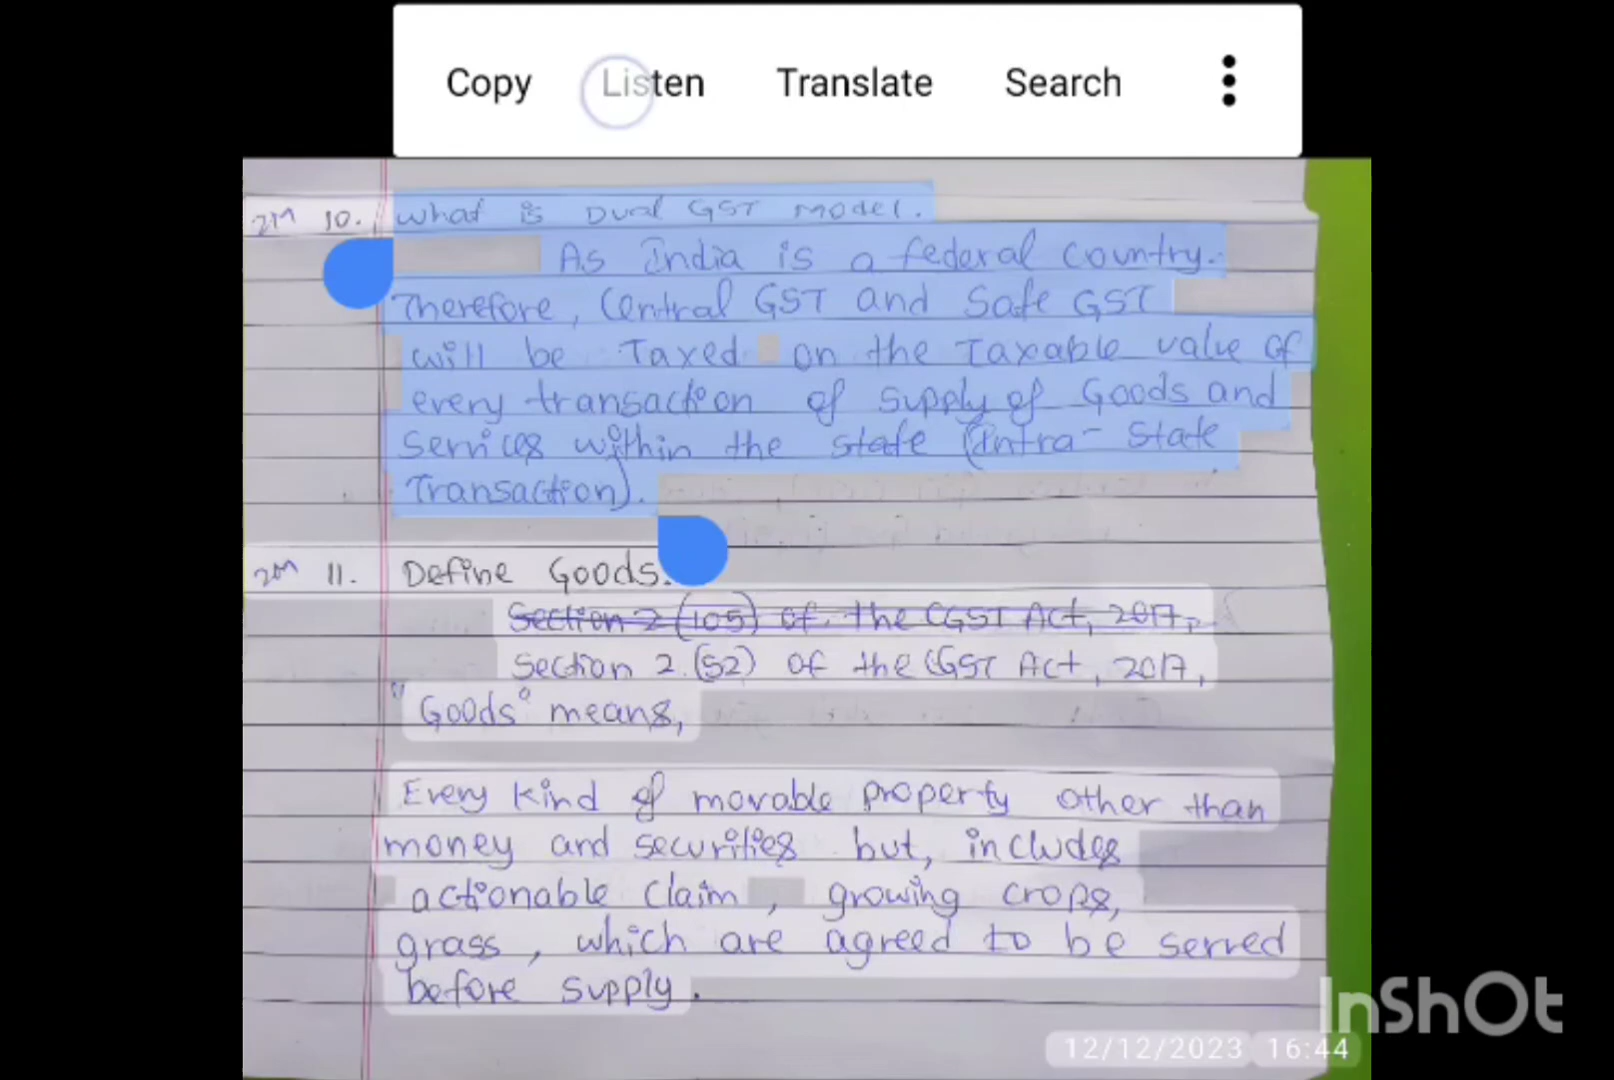 Copy Listen Translate Search
2M 10. What is Dual GST Model.
As India is a federal Country.
Therefore, Central GST and Safe GST
will be Taxed on the Taxable value of
every transaction of supply of Goods and
Services within the state (Intra- State
Transaction).
2M 11. Define Goods.
Section 2 (105) of the CGST Act, 2017,
Section 2 (52) of the CGST Act, 2017,
"Goods" means,
Every kind of movable property other than
money and securities but, includes
actionable Claim, growing crops,
grass, which are agreed to be served
before supply.
InShOt
12/12/2023 16:44